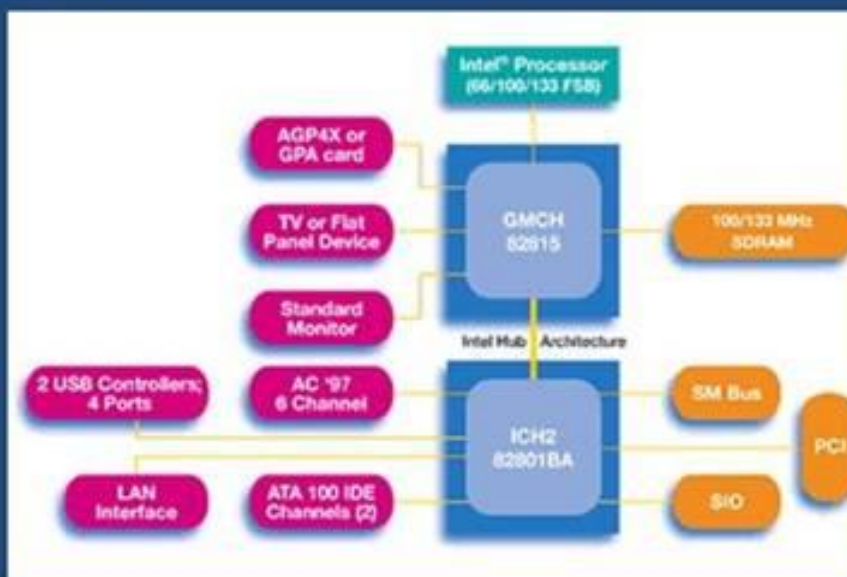 Intel® Processor
(66/100/133 FSB)
AGP4X or
GPA card
TV or Flat
Panel Device
GMCH
82815
100/133 MHz
SDRAM
Standard
Monitor
Intel Hub Architecture
2 USB Controllers;
4 Ports
AC '97
6 Channel
ICH2
82801BA
SM Bus
PCI
LAN
Interface
ATA 100 IDE
Channels (2)
SIO